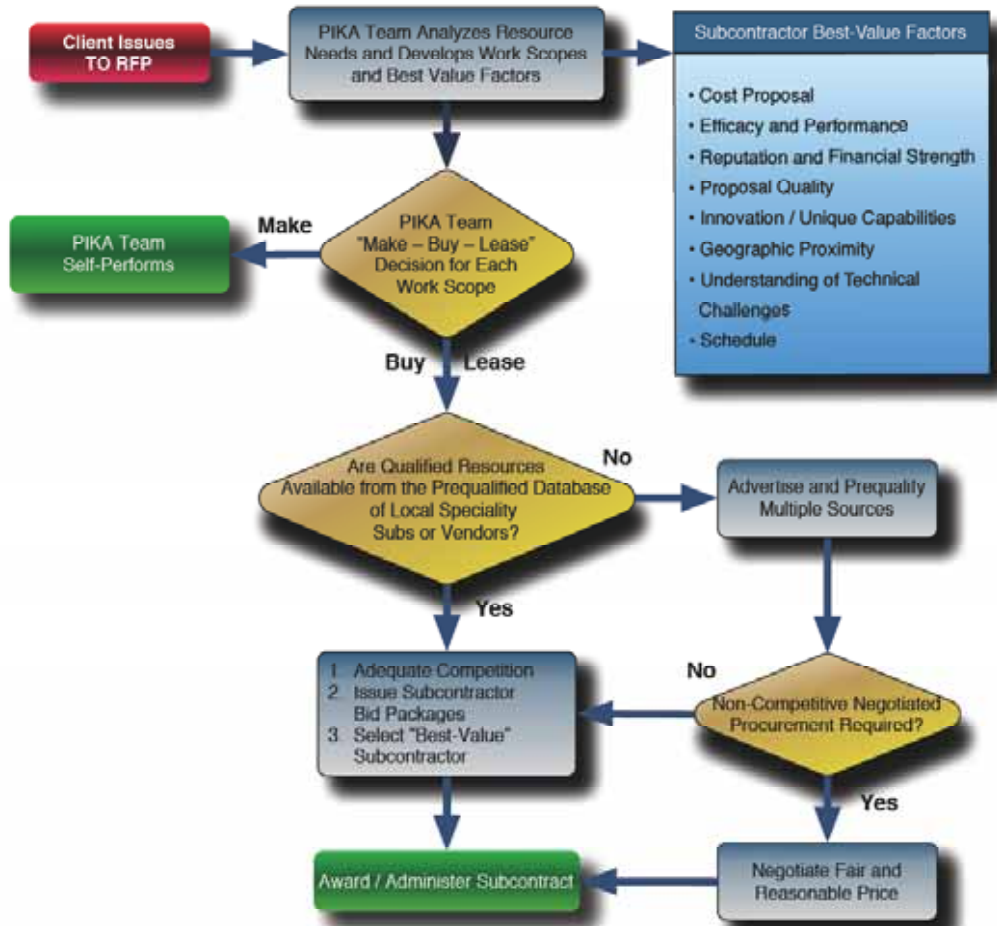 Client Issues
TO RFP
PIKA Team Analyzes Resource
Needs and Develops Work Scopes
and Best Value Factors
Subcontractor Best-Value Factors
• Cost Proposal
• Efficacy and Performance
• Reputation and Financial Strength
• Proposal Quality
• Innovation / Unique Capabilities
• Geographic Proximity
• Understanding of Technical
Challenges
• Schedule
PIKA Team
"Make – Buy – Lease"
Decision for Each
Work Scope
Make
PIKA Team
Self-Performs
Buy
Lease
Are Qualified Resources
Available from the Prequalified Database
of Local Speciality
Subs or Vendors?
No
Advertise and Prequalify
Multiple Sources
Yes
1. Adequate Competition
2. Issue Subcontractor
Bid Packages
3. Select "Best-Value"
Subcontractor
No
Non-Competitive Negotiated
Procurement Required?
Yes
Award / Administer Subcontract
Negotiate Fair and
Reasonable Price